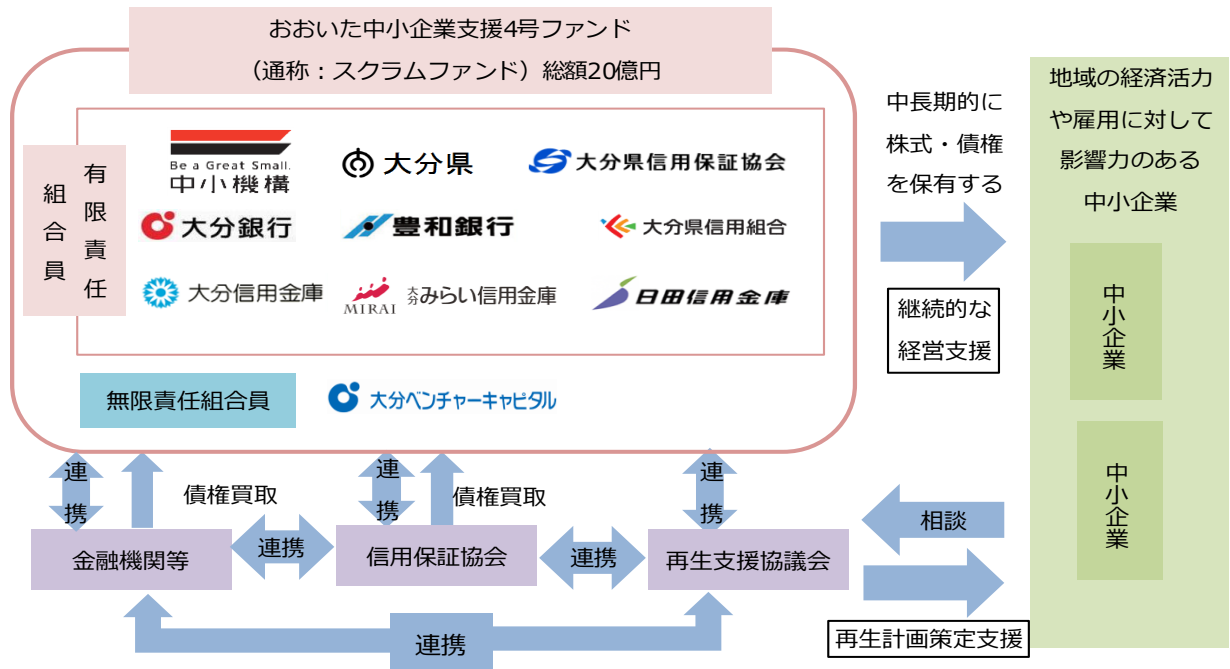 おおいた中小企業支援4号ファンド
（通称：スクラムファンド）総額20億円
有限責任
組合員
Be a Great Small.
中小機構
大分県
大分県信用保証協会
大分銀行
豊和銀行
大分県信用組合
大分信用金庫
MIRAI
大分みらい信用金庫
日田信用金庫
無限責任組合員
大分ベンチャーキャピタル
中長期的に
株式・債権
を保有する
継続的な
経営支援
地域の経済活力
や雇用に対して
影響力のある
中小企業
中小企業
中小企業
連携
債権買取
連携
債権買取
連携
金融機関等
連携
信用保証協会
連携
再生支援協議会
相談
再生計画策定支援
連携